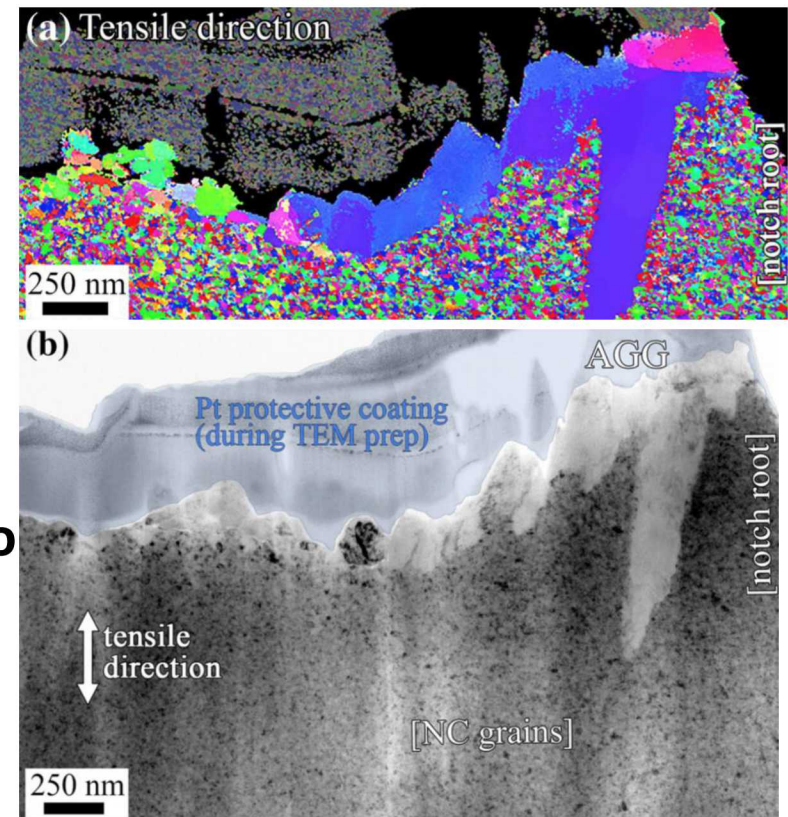 (a) Tensile direction
[notch root]
250 nm
(b)
AGG
Pt protective coating
(during TEM prep)
[notch root]
tensile
direction
[NC grains]
250 nm